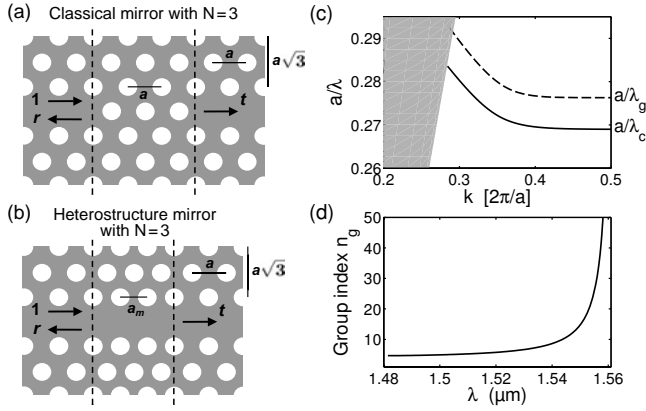 (a)
Classical mirror with N=3
a
a√3
a
1
r
t
(b)
Heterostructure mirror
with N=3
a
a√3
a_m
1
r
t
(c)
0.29
0.28
0.27
0.26
a/λ
0.2 0.3 0.4 0.5
k [2π/a]
a/λ_g
a/λ_c
(d)
50
40
30
20
10
Group index n_g
1.48 1.5 1.52 1.54 1.56
λ (μm)